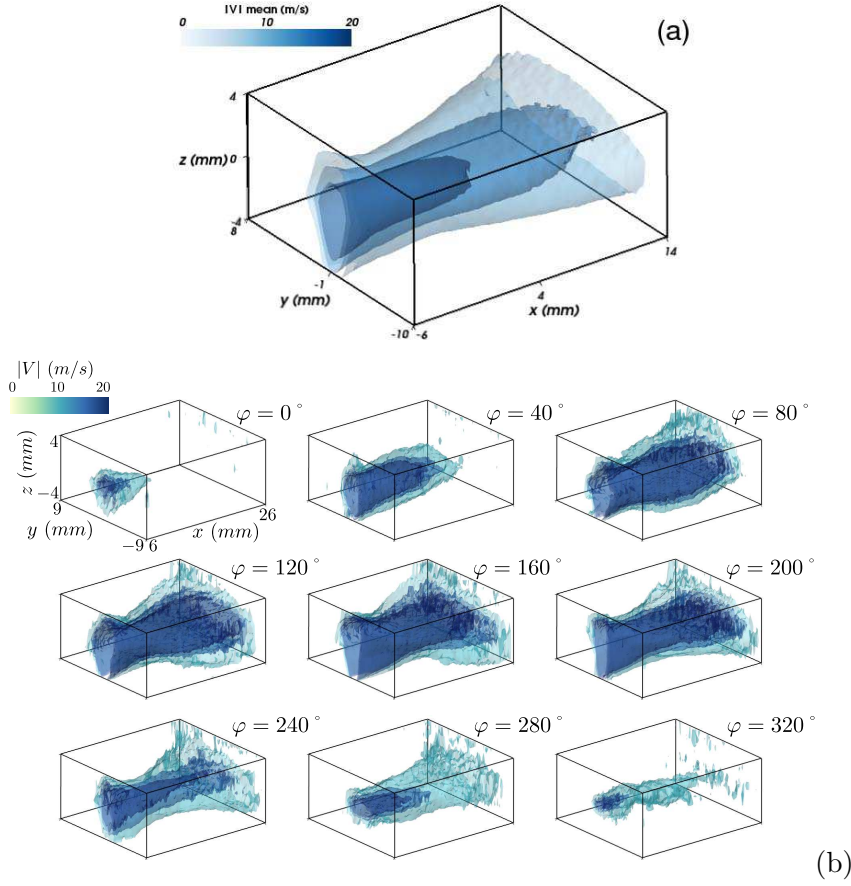 |V| mean (m/s)
0 10 20
(a)
4
z (mm) 0
-4
8
-1
y (mm)
-10 -6
4
x (mm)
14
|V| (m/s)
0 10 20
φ = 0°
φ = 40°
φ = 80°
4
z (mm)
−4
9
y (mm)
−9 6
x (mm)
26
φ = 120°
φ = 160°
φ = 200°
φ = 240°
φ = 280°
φ = 320°
(b)